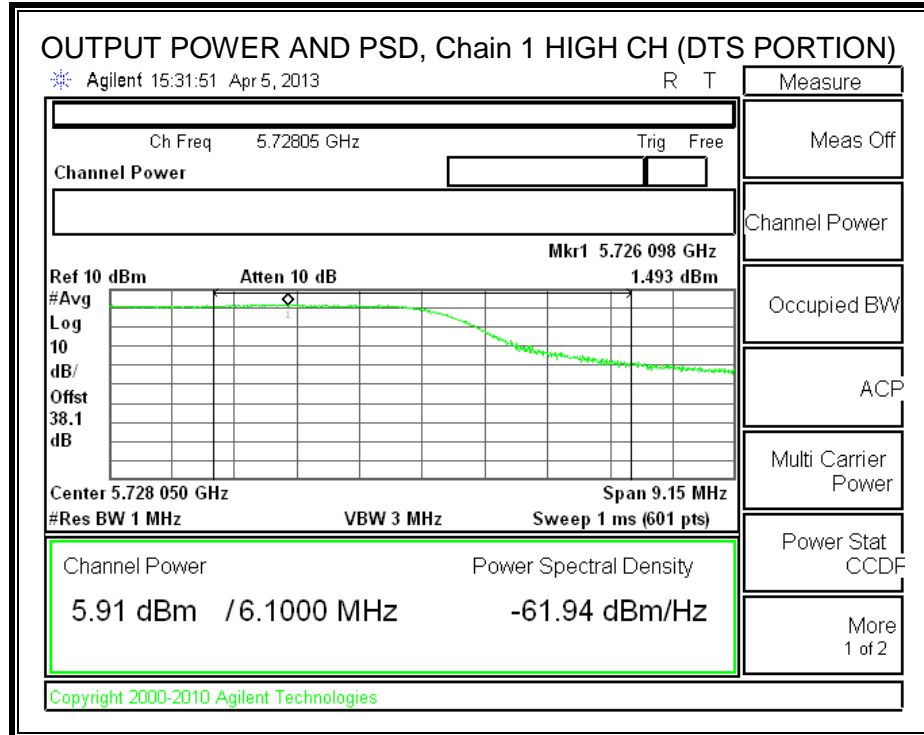 OUTPUT POWER AND PSD, Chain 1 HIGH CH (DTS PORTION)
Agilent 15:31:51 Apr 5, 2013 R T
Measure
Ch Freq 5.72805 GHz Trig Free
Meas Off
Channel Power
Channel Power
Mkr1 5.726 098 GHz
Ref 10 dBm Atten 10 dB 1.493 dBm
#Avg
Log
10
dB/
Offst
38.1
dB
1
Occupied BW
ACP
Multi Carrier
Power
Center 5.728 050 GHz Span 9.15 MHz
#Res BW 1 MHz VBW 3 MHz Sweep 1 ms (601 pts)
Power Stat
CCDF
Channel Power Power Spectral Density
5.91 dBm /6.1000 MHz -61.94 dBm/Hz
More
1 of 2
Copyright 2000-2010 Agilent Technologies